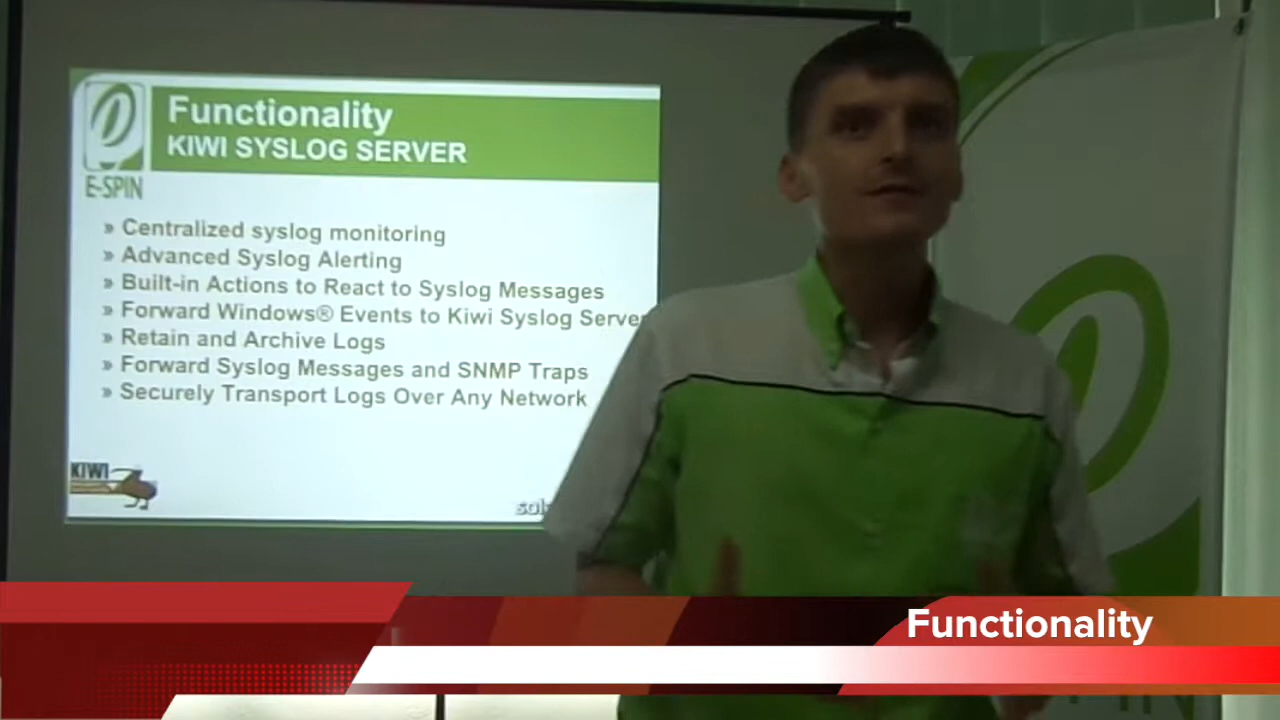 Functionality
KIWI SYSLOG SERVER
E-SPIN
» Centralized syslog monitoring
» Advanced Syslog Alerting
» Built-in Actions to React to Syslog Messages
» Forward Windows® Events to Kiwi Syslog Server
» Retain and Archive Logs
» Forward Syslog Messages and SNMP Traps
» Securely Transport Logs Over Any Network
KIWI
sol
Functionality